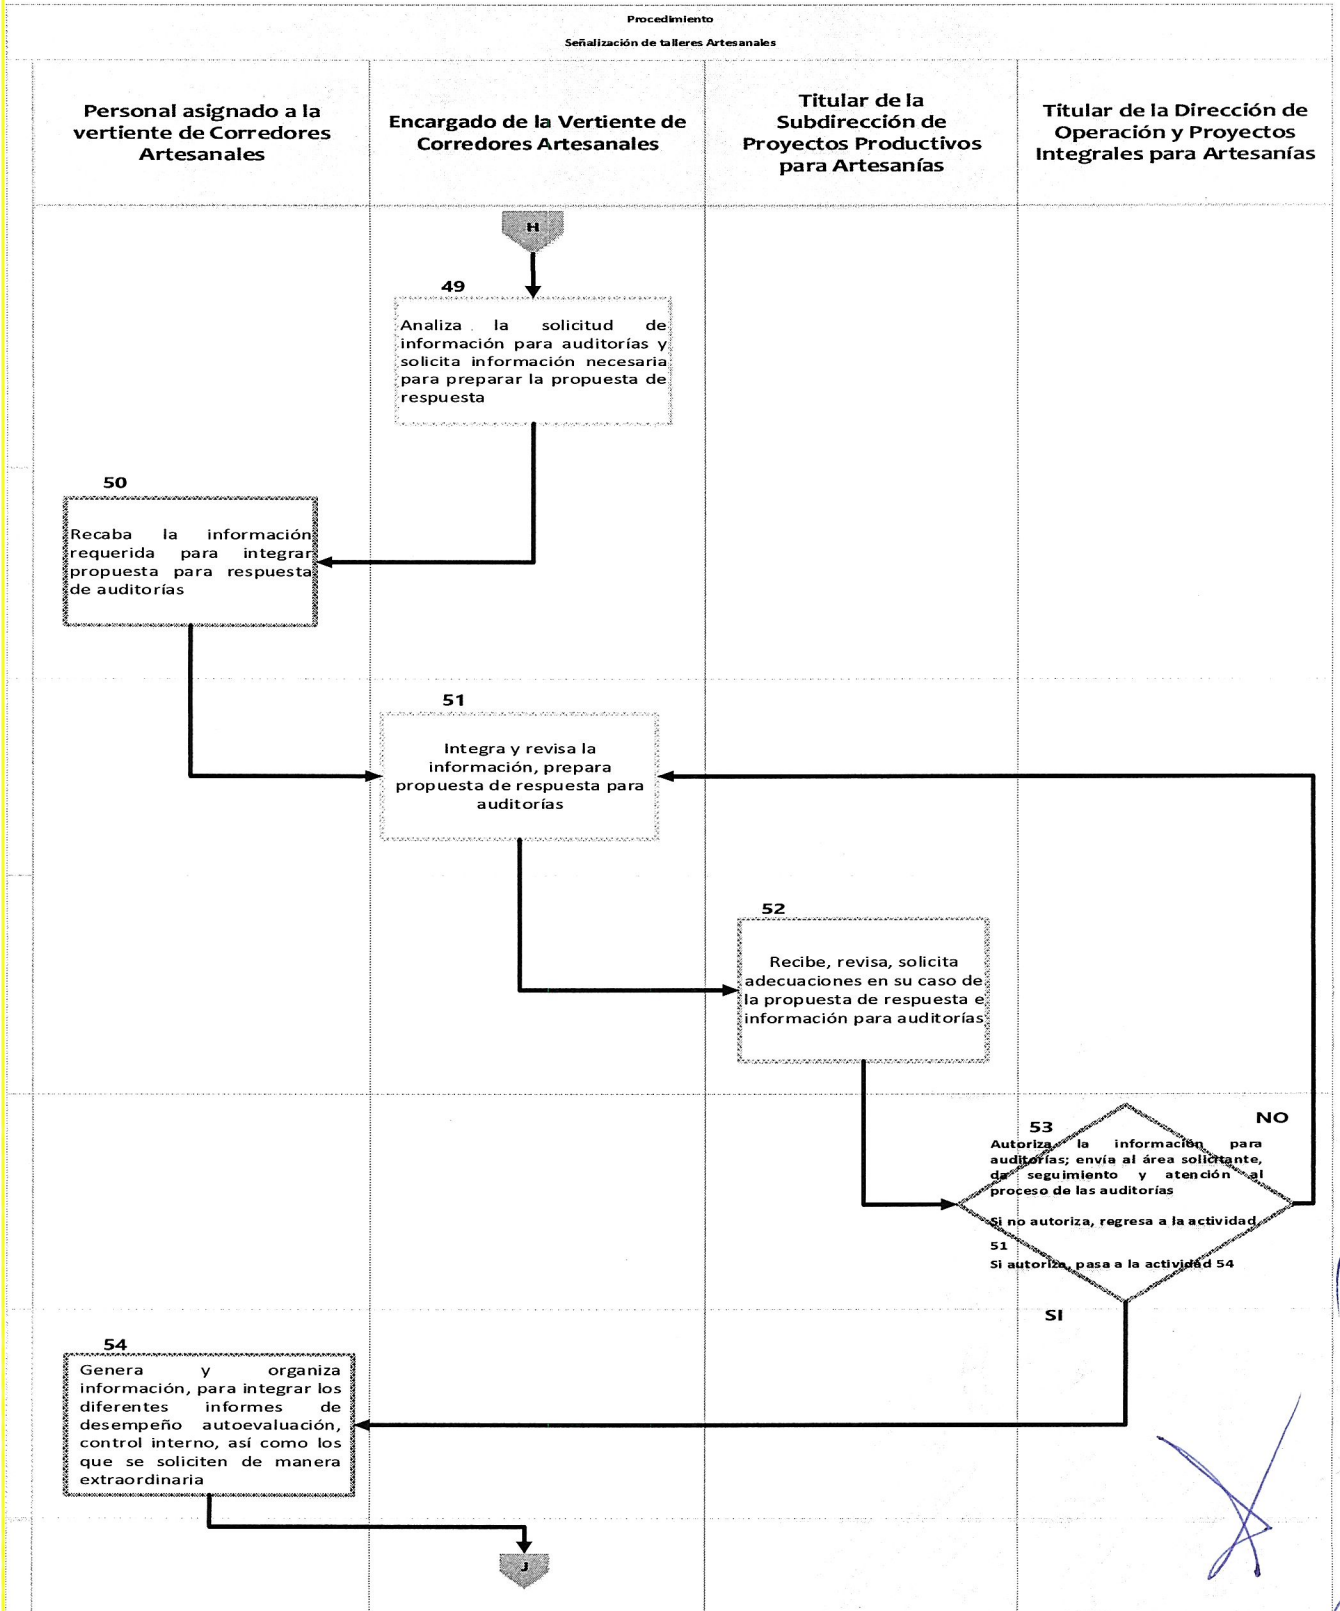 Procedimiento
Señalización de talleres Artesanales
Personal asignado a la
vertiente de Corredores
Artesanales
Encargado de la Vertiente de
Corredores Artesanales
Titular de la
Subdirección de
Proyectos Productivos
para Artesanías
Titular de la Dirección de
Operación y Proyectos
Integrales para Artesanías
H
49
Analiza la solicitud de
información para auditorías y
solicita información necesaria
para preparar la propuesta de
respuesta
50
Recaba la información
requerida para integrar
propuesta para respuesta
de auditorías
51
Integra y revisa la
información, prepara
propuesta de respuesta para
auditorías
52
Recibe, revisa, solicita
adecuaciones en su caso de
la propuesta de respuesta e
información para auditorías
53
NO
Autoriza la información para
auditorías; envía al área solicitante,
da seguimiento y atención al
proceso de las auditorías
Si no autoriza, regresa a la actividad
51
Si autoriza, pasa a la actividad 54
SI
54
Genera y organiza
información, para integrar los
diferentes informes de
desempeño autoevaluación,
control interno, así como los
que se soliciten de manera
extraordinaria
J